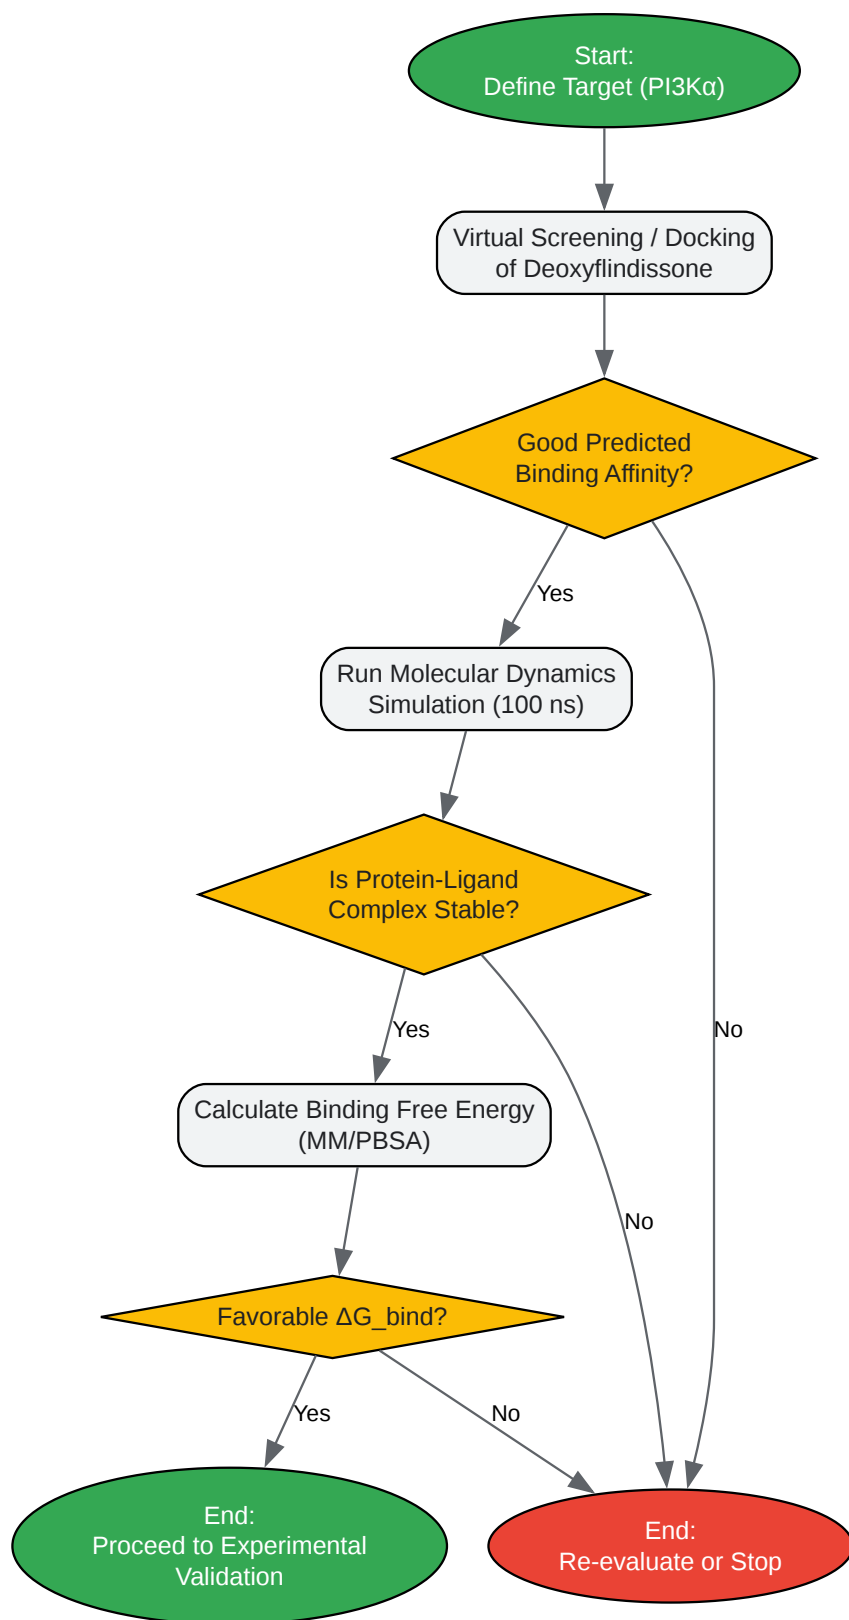 Start:
Define Target (PI3Kα)
Virtual Screening / Docking
of Deoxyflindissone
Good Predicted
Binding Affinity?
Yes
Run Molecular Dynamics
Simulation (100 ns)
Is Protein-Ligand
Complex Stable?
Yes
No
Calculate Binding Free Energy
(MM/PBSA)
No
Favorable ΔG_bind?
Yes
No
End:
Proceed to Experimental
Validation
End:
Re-evaluate or Stop